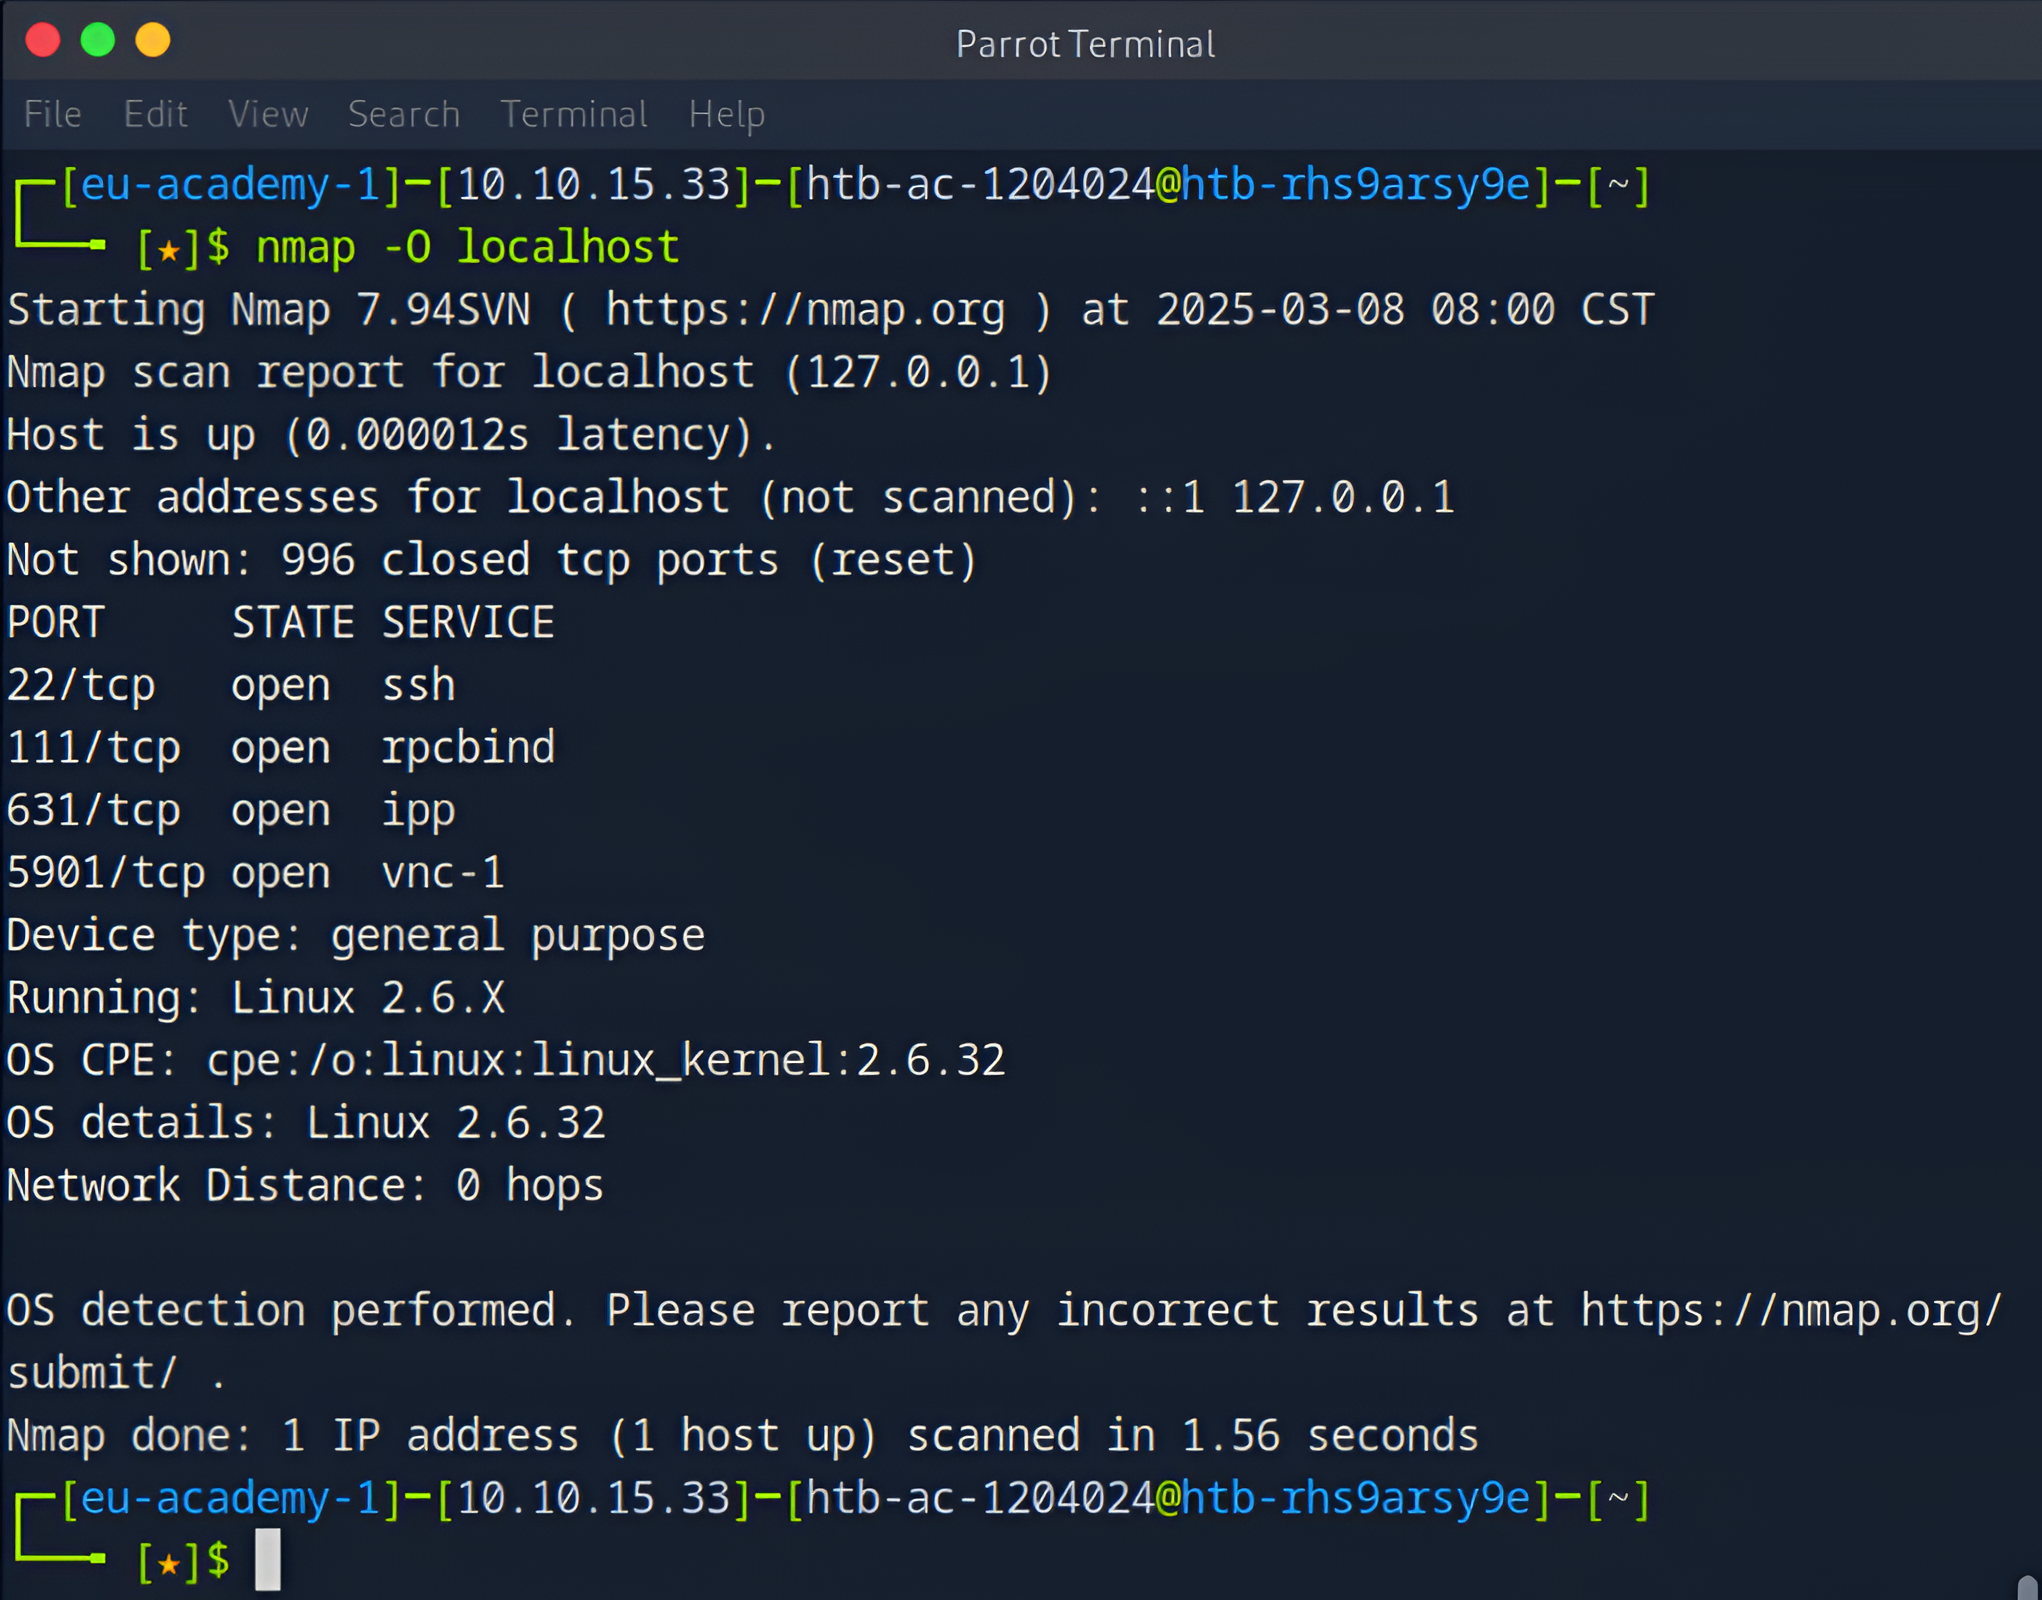 Parrot Terminal
File Edit View Search Terminal Help
┌─[eu-academy-1]─[10.10.15.33]─[htb-ac-1204024@htb-rhs9arsy9e]─[~]
└──╼ [★]$ nmap -O localhost
Starting Nmap 7.94SVN ( https://nmap.org ) at 2025-03-08 08:00 CST
Nmap scan report for localhost (127.0.0.1)
Host is up (0.000012s latency).
Other addresses for localhost (not scanned): ::1 127.0.0.1
Not shown: 996 closed tcp ports (reset)
PORT     STATE SERVICE
22/tcp   open  ssh
111/tcp  open  rpcbind
631/tcp  open  ipp
5901/tcp open  vnc-1
Device type: general purpose
Running: Linux 2.6.X
OS CPE: cpe:/o:linux:linux_kernel:2.6.32
OS details: Linux 2.6.32
Network Distance: 0 hops
OS detection performed. Please report any incorrect results at https://nmap.org/
submit/ .
Nmap done: 1 IP address (1 host up) scanned in 1.56 seconds
┌─[eu-academy-1]─[10.10.15.33]─[htb-ac-1204024@htb-rhs9arsy9e]─[~]
└──╼ [★]$